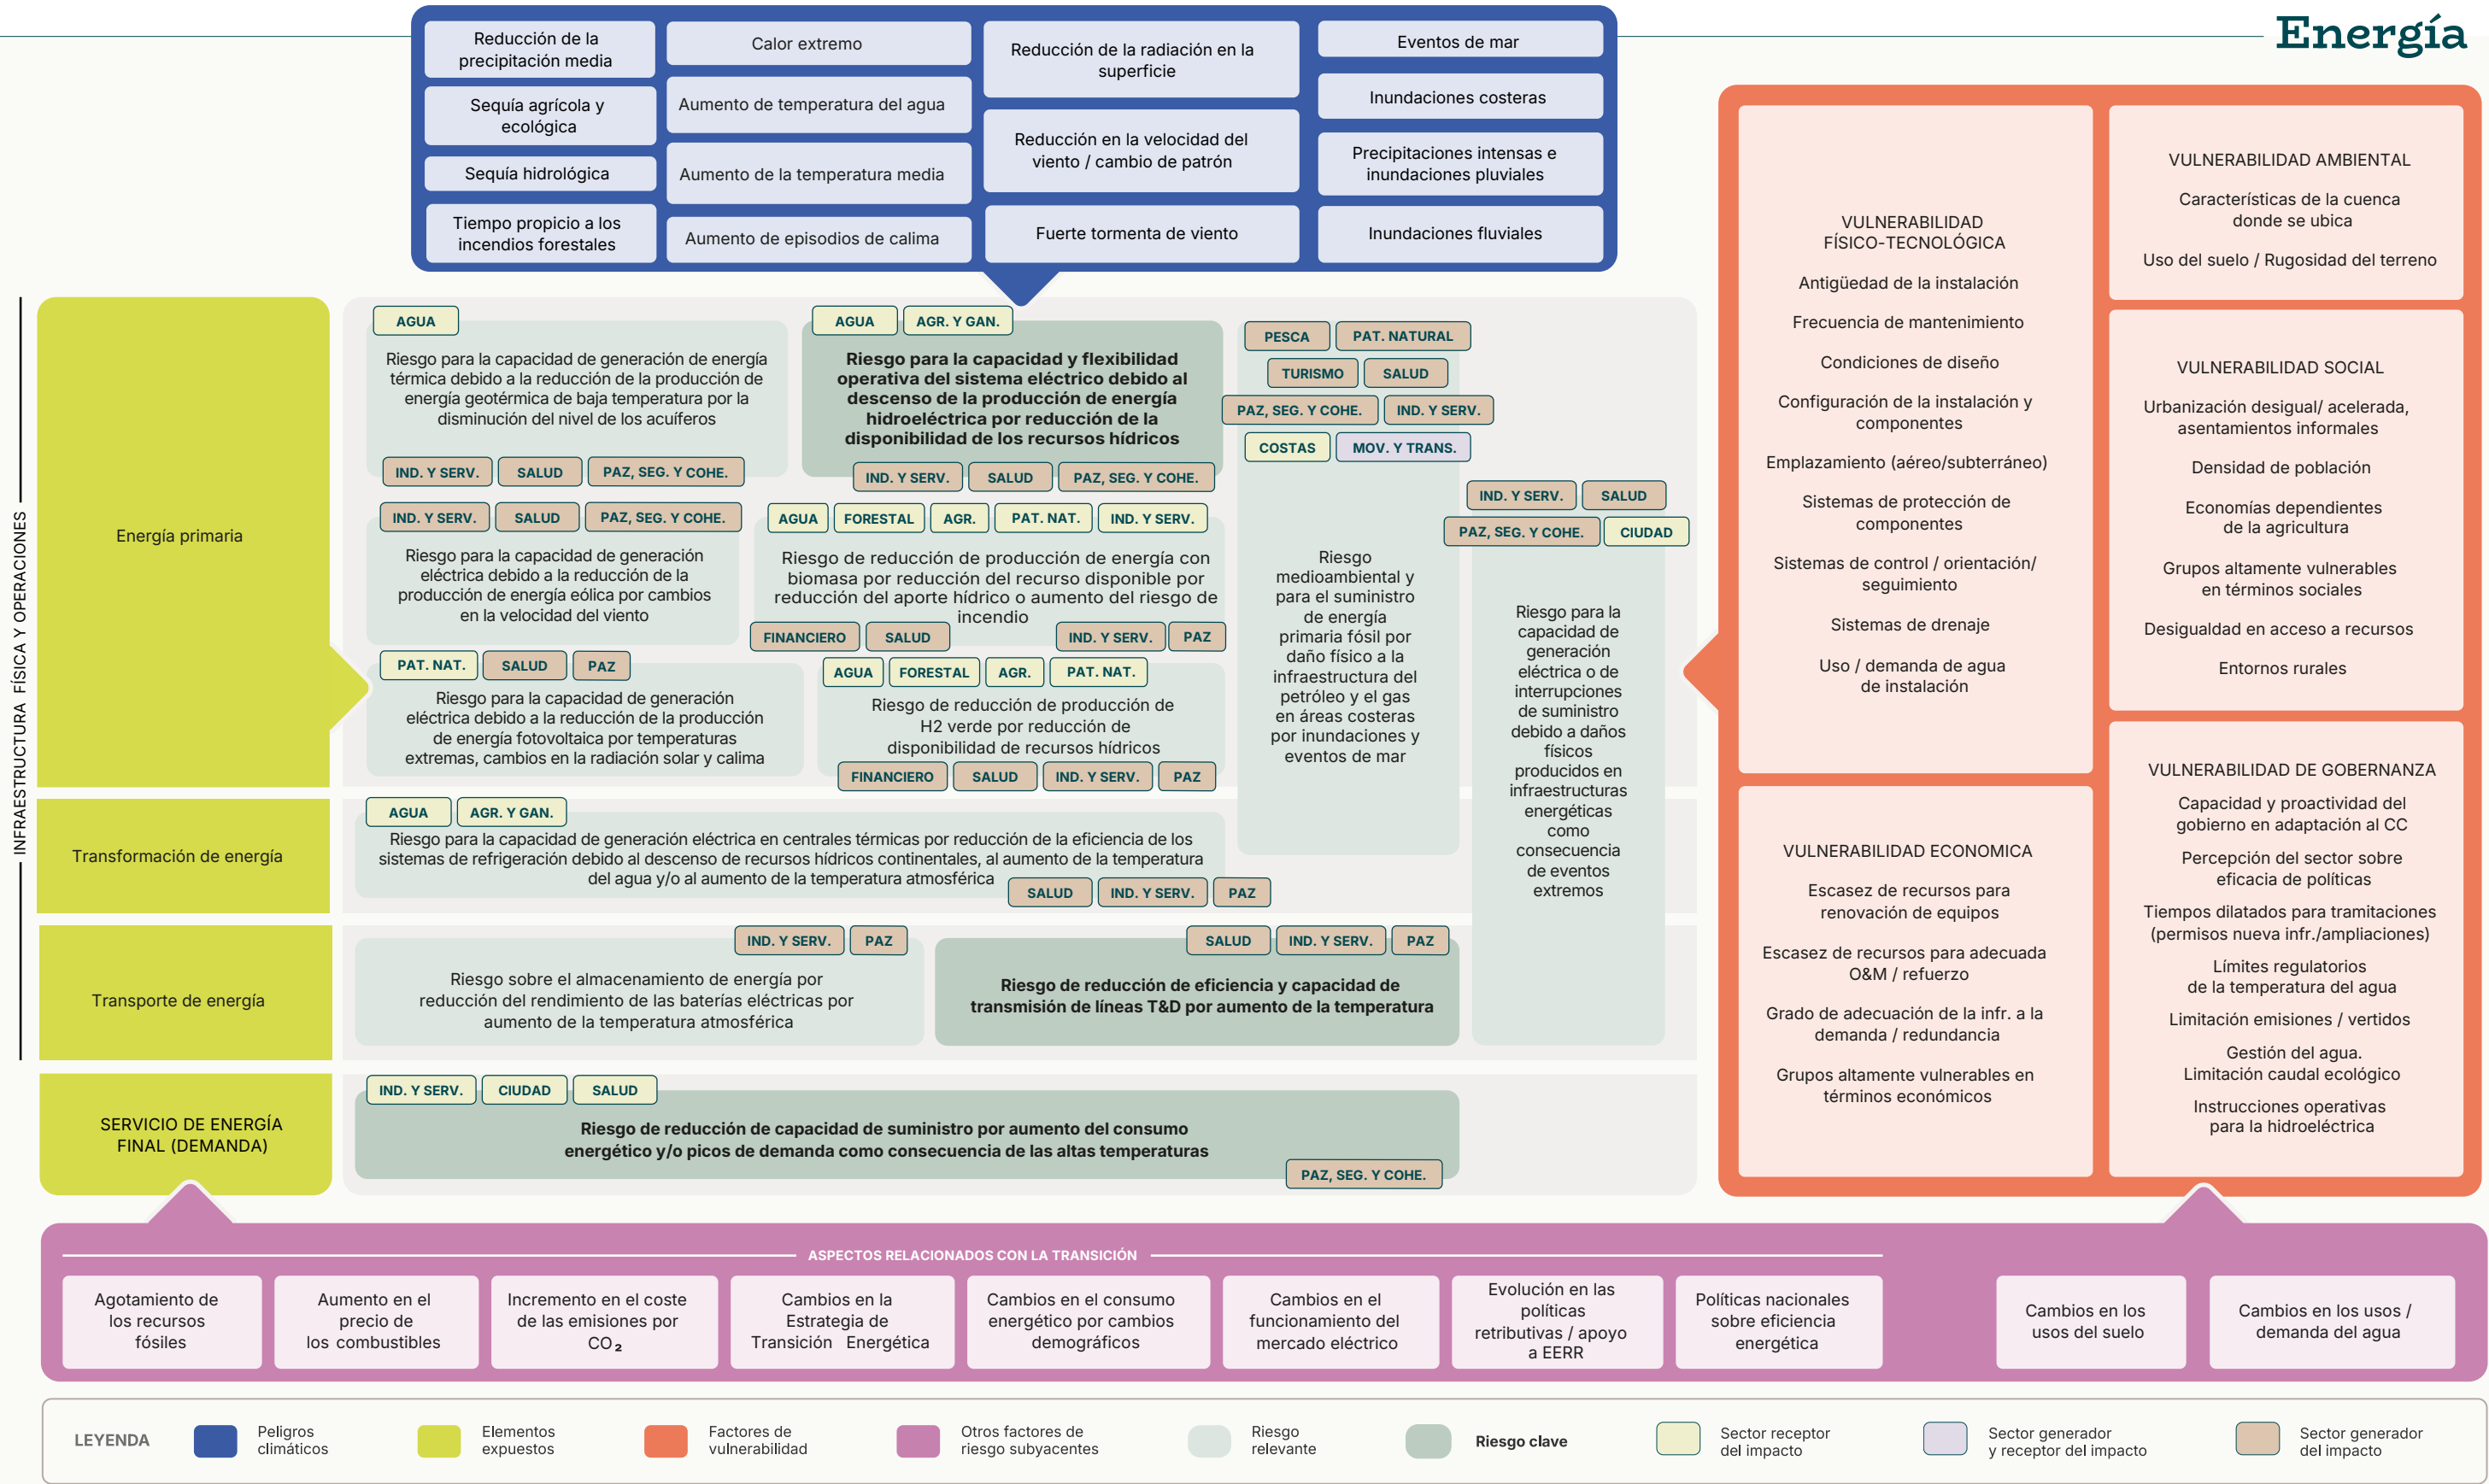 Energía
Reducción de la
precipitación media
Sequía agrícola y
ecológica
Sequía hidrológica
Tiempo propicio a los
incendios forestales
Calor extremo
Aumento de temperatura del agua
Aumento de la temperatura media
Aumento de episodios de calima
Reducción de la radiación en la
superficie
Reducción en la velocidad del
viento / cambio de patrón
Fuerte tormenta de viento
Eventos de mar
Inundaciones costeras
Precipitaciones intensas e
inundaciones pluviales
Inundaciones fluviales
INFRAESTRUCTURA FÍSICA Y OPERACIONES
Energía primaria
AGUA
Riesgo para la capacidad de generación de energía
térmica debido a la reducción de la producción de
energía geotérmica de baja temperatura por la
disminución del nivel de los acuíferos
IND. Y SERV.
SALUD
PAZ, SEG. Y COHE.
AGUA
AGR. Y GAN.
Riesgo para la capacidad y flexibilidad
operativa del sistema eléctrico debido al
descenso de la producción de energía
hidroeléctrica por reducción de la
disponibilidad de los recursos hídricos
IND. Y SERV.
SALUD
PAZ, SEG. Y COHE.
IND. Y SERV.
SALUD
PAZ, SEG. Y COHE.
Riesgo para la capacidad de generación
eléctrica debido a la reducción de la
producción de energía eólica por cambios
en la velocidad del viento
AGUA
FORESTAL
AGR.
PAT. NAT.
IND. Y SERV.
Riesgo de reducción de producción de energía con
biomasa por reducción del recurso disponible por
reducción del aporte hídrico o aumento del riesgo de
incendio
FINANCIERO
SALUD
IND. Y SERV.
PAZ
PAT. NAT.
SALUD
PAZ
Riesgo para la capacidad de generación
eléctrica debido a la reducción de la producción
de energía fotovoltaica por temperaturas
extremas, cambios en la radiación solar y calima
AGUA
FORESTAL
AGR.
PAT. NAT.
Riesgo de reducción de producción de
H2 verde por reducción de
disponibilidad de recursos hídricos
FINANCIERO
SALUD
IND. Y SERV.
PAZ
PESCA
PAT. NATURAL
TURISMO
SALUD
PAZ, SEG. Y COHE.
IND. Y SERV.
COSTAS
MOV. Y TRANS.
Riesgo
medioambiental y
para el suministro
de energía
primaria fósil por
daño físico a la
infraestructura del
petróleo y el gas
en áreas costeras
por inundaciones y
eventos de mar
IND. Y SERV.
SALUD
PAZ, SEG. Y COHE.
CIUDAD
Riesgo para la
capacidad de
generación
eléctrica o de
interrupciones
de suministro
debido a daños
físicos
producidos en
infraestructuras
energéticas
como
consecuencia
de eventos
extremos
Transformación de energía
AGUA
AGR. Y GAN.
Riesgo para la capacidad de generación eléctrica en centrales térmicas por reducción de la eficiencia de los
sistemas de refrigeración debido al descenso de recursos hídricos continentales, al aumento de la temperatura
del agua y/o al aumento de la temperatura atmosférica
SALUD
IND. Y SERV.
PAZ
Transporte de energía
IND. Y SERV.
PAZ
Riesgo sobre el almacenamiento de energía por
reducción del rendimiento de las baterías eléctricas por
aumento de la temperatura atmosférica
SALUD
IND. Y SERV.
PAZ
Riesgo de reducción de eficiencia y capacidad de
transmisión de líneas T&D por aumento de la temperatura
SERVICIO DE ENERGÍA
FINAL (DEMANDA)
IND. Y SERV.
CIUDAD
SALUD
Riesgo de reducción de capacidad de suministro por aumento del consumo
energético y/o picos de demanda como consecuencia de las altas temperaturas
PAZ, SEG. Y COHE.
VULNERABILIDAD
FÍSICO-TECNOLÓGICA
Antigüedad de la instalación
Frecuencia de mantenimiento
Condiciones de diseño
Configuración de la instalación y
componentes
Emplazamiento (aéreo/subterráneo)
Sistemas de protección de
componentes
Sistemas de control / orientación/
seguimiento
Sistemas de drenaje
Uso / demanda de agua
de instalación
VULNERABILIDAD ECONOMICA
Escasez de recursos para
renovación de equipos
Escasez de recursos para adecuada
O&M / refuerzo
Grado de adecuación de la infr. a la
demanda / redundancia
Grupos altamente vulnerables en
términos económicos
VULNERABILIDAD AMBIENTAL
Características de la cuenca
donde se ubica
Uso del suelo / Rugosidad del terreno
VULNERABILIDAD SOCIAL
Urbanización desigual/ acelerada,
asentamientos informales
Densidad de población
Economías dependientes
de la agricultura
Grupos altamente vulnerables
en términos sociales
Desigualdad en acceso a recursos
Entornos rurales
VULNERABILIDAD DE GOBERNANZA
Capacidad y proactividad del
gobierno en adaptación al CC
Percepción del sector sobre
eficacia de políticas
Tiempos dilatados para tramitaciones
(permisos nueva infr./ampliaciones)
Límites regulatorios
de la temperatura del agua
Limitación emisiones / vertidos
Gestión del agua.
Limitación caudal ecológico
Instrucciones operativas
para la hidroeléctrica
ASPECTOS RELACIONADOS CON LA TRANSICIÓN
Agotamiento de
los recursos
fósiles
Aumento en el
precio de
los combustibles
Incremento en el coste
de las emisiones por
CO₂
Cambios en la
Estrategia de
Transición Energética
Cambios en el consumo
energético por cambios
demográficos
Cambios en el
funcionamiento del
mercado eléctrico
Evolución en las
políticas
retributivas / apoyo
a EERR
Políticas nacionales
sobre eficiencia
energética
Cambios en los
usos del suelo
Cambios en los usos /
demanda del agua
LEYENDA
Peligros
climáticos
Elementos
expuestos
Factores de
vulnerabilidad
Otros factores de
riesgo subyacentes
Riesgo
relevante
Riesgo clave
Sector receptor
del impacto
Sector generador
y receptor del impacto
Sector generador
del impacto